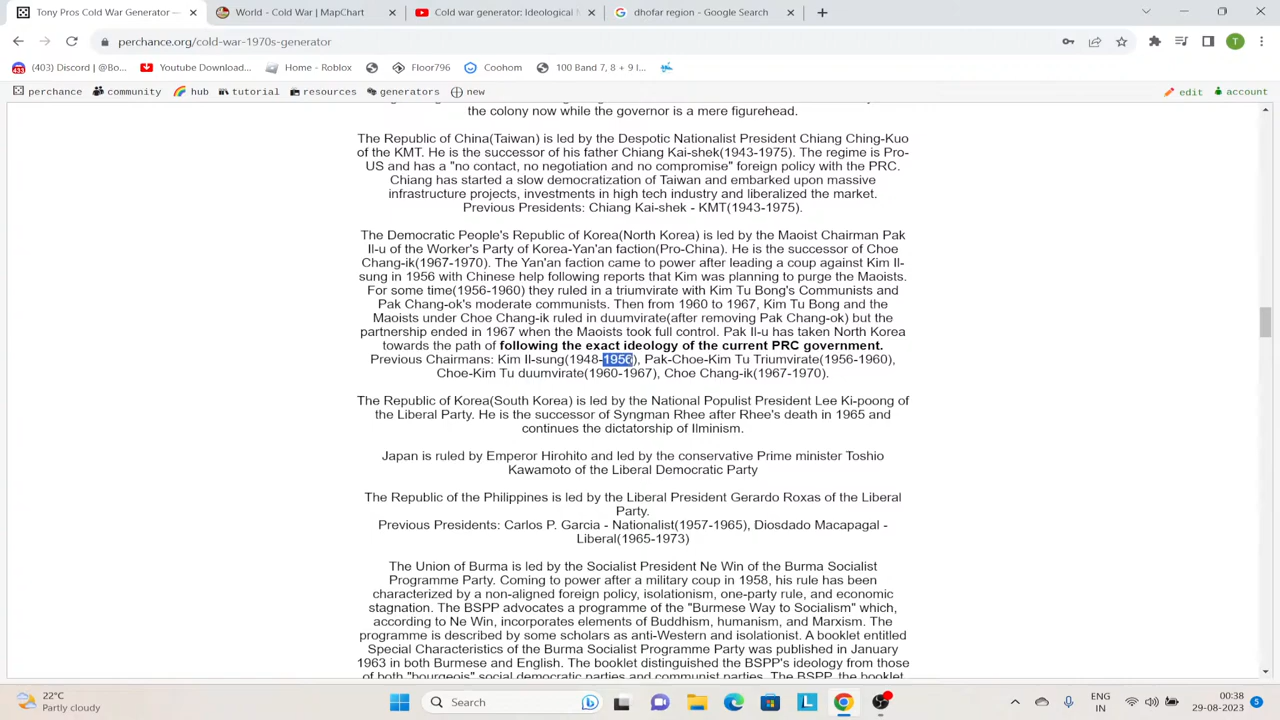 Tony Pros Cold War Generator —
World - Cold War | MapChart
Cold war generator: Ideological
dhofar region - Google Search
perchance.org/cold-war-1970s-generator
T
(403) Discord | @Bo...
Youtube Download...
Home - Roblox
Floor796
Coohom
100 Band 7, 8 + 9 I...
perchance
community
hub
tutorial
resources
generators
new
edit
account
the colony now while the governor is a mere figurehead.
The Republic of China(Taiwan) is led by the Despotic Nationalist President Chiang Ching-Kuo
of the KMT. He is the successor of his father Chiang Kai-shek(1943-1975). The regime is Pro-
US and has a "no contact, no negotiation and no compromise" foreign policy with the PRC.
Chiang has started a slow democratization of Taiwan and embarked upon massive
infrastructure projects, investments in high tech industry and liberalized the market.
Previous Presidents: Chiang Kai-shek - KMT(1943-1975).
The Democratic People's Republic of Korea(North Korea) is led by the Maoist Chairman Pak
Il-u of the Worker's Party of Korea-Yan'an faction(Pro-China). He is the successor of Choe
Chang-ik(1967-1970). The Yan'an faction came to power after leading a coup against Kim Il-
sung in 1956 with Chinese help following reports that Kim was planning to purge the Maoists.
For some time(1956-1960) they ruled in a triumvirate with Kim Tu Bong's Communists and
Pak Chang-ok's moderate communists. Then from 1960 to 1967, Kim Tu Bong and the
Maoists under Choe Chang-ik ruled in duumvirate(after removing Pak Chang-ok) but the
partnership ended in 1967 when the Maoists took full control. Pak Il-u has taken North Korea
towards the path of following the exact ideology of the current PRC government.
Previous Chairmans: Kim Il-sung(1948-1956), Pak-Choe-Kim Tu Triumvirate(1956-1960),
Choe-Kim Tu duumvirate(1960-1967), Choe Chang-ik(1967-1970).
The Republic of Korea(South Korea) is led by the National Populist President Lee Ki-poong of
the Liberal Party. He is the successor of Syngman Rhee after Rhee's death in 1965 and
continues the dictatorship of Ilminism.
Japan is ruled by Emperor Hirohito and led by the conservative Prime minister Toshio
Kawamoto of the Liberal Democratic Party
The Republic of the Philippines is led by the Liberal President Gerardo Roxas of the Liberal
Party.
Previous Presidents: Carlos P. Garcia - Nationalist(1957-1965), Diosdado Macapagal -
Liberal(1965-1973)
The Union of Burma is led by the Socialist President Ne Win of the Burma Socialist
Programme Party. Coming to power after a military coup in 1958, his rule has been
characterized by a non-aligned foreign policy, isolationism, one-party rule, and economic
stagnation. The BSPP advocates a programme of the "Burmese Way to Socialism" which,
according to Ne Win, incorporates elements of Buddhism, humanism, and Marxism. The
programme is described by some scholars as anti-Western and isolationist. A booklet entitled
Special Characteristics of the Burma Socialist Programme Party was published in January
1963 in both Burmese and English. The booklet distinguished the BSPP's ideology from those
of both "bourgeois" social democratic parties and communist parties. The BSPP, the booklet
22°C
Partly cloudy
Search
ENG
IN
00:38
29-08-2023
5